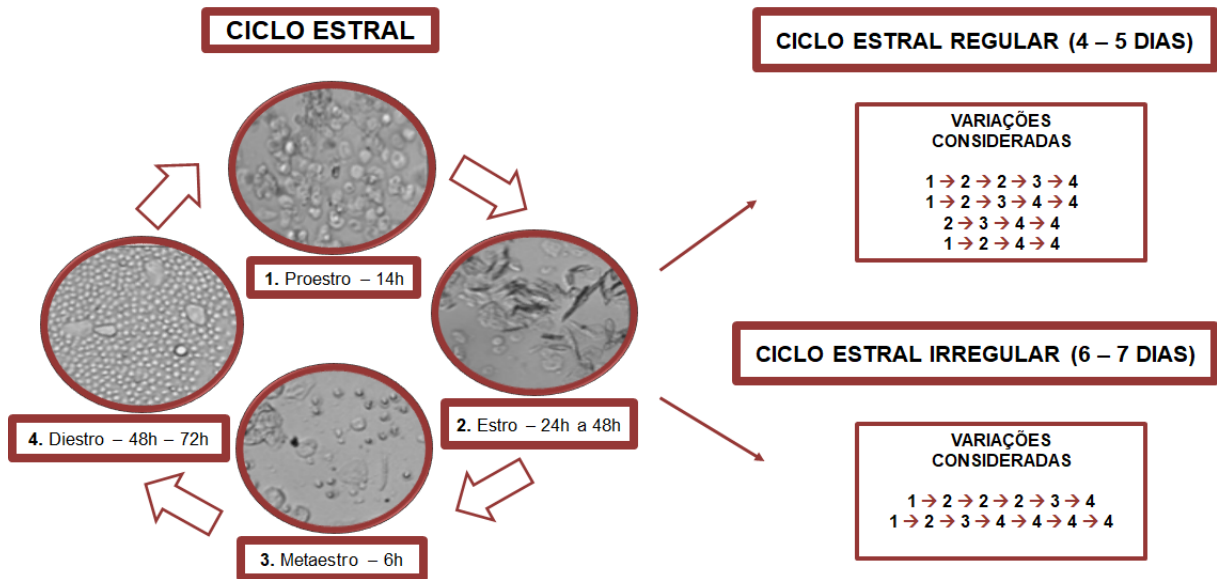 CICLO ESTRAL
1. Proestro – 14h
2. Estro – 24h a 48h
3. Metaestro – 6h
4. Diestro – 48h – 72h
CICLO ESTRAL REGULAR (4 – 5 DIAS)
VARIAÇÕES
CONSIDERADAS
1 → 2 → 2 → 3 → 4
1 → 2 → 3 → 4 → 4
2 → 3 → 4 → 4
1 → 2 → 4 → 4
CICLO ESTRAL IRREGULAR (6 – 7 DIAS)
VARIAÇÕES
CONSIDERADAS
1 → 2 → 2 → 2 → 3 → 4
1 → 2 → 3 → 4 → 4 → 4 → 4